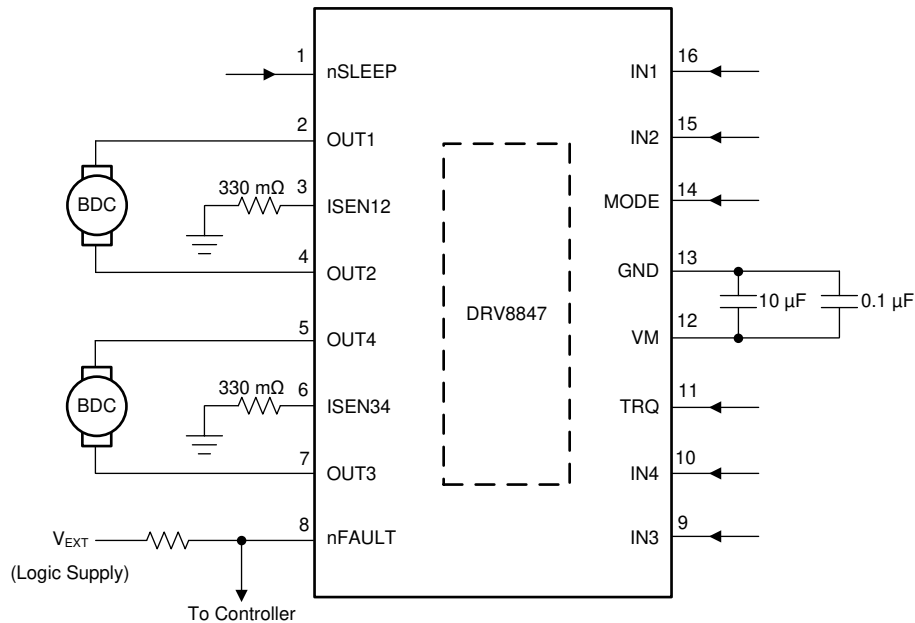 1
nSLEEP
2
OUT1
BDC
330 mΩ
3
ISEN12
4
OUT2
5
OUT4
BDC
330 mΩ
6
ISEN34
7
OUT3
8
nFAULT
VEXT
(Logic Supply)
To Controller
DRV8847
16
IN1
15
IN2
14
MODE
13
GND
10 µF
0.1 µF
12
VM
11
TRQ
10
IN4
9
IN3